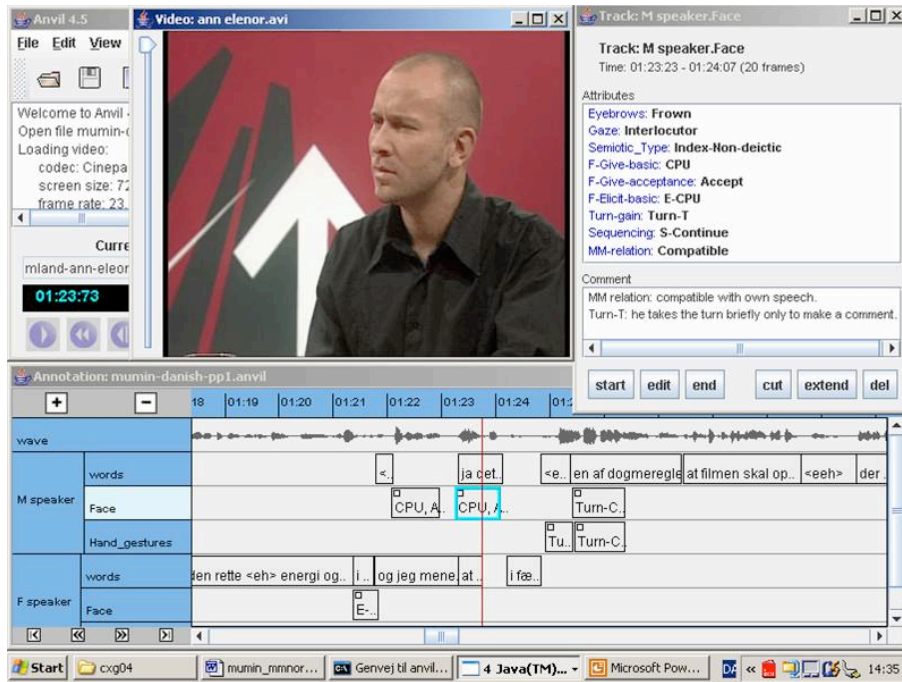 Anvil 4.5
File Edit View
Welcome to Anvil
Open file mumin-
Loading video:
codec: Cinepa
screen size: 72
frame rate: 23.
Curre
mland-ann-eleor
01:23:73
Video: ann elenor.avi
Track: M speaker.Face
Track: M speaker.Face
Time: 01:23:23 - 01:24:07 (20 frames)
Attributes
Eyebrows: Frown
Gaze: Interlocutor
Semiotic_Type: Index-Non-deictic
F-Give-basic: CPU
F-Give-acceptance: Accept
F-Elicit-basic: E-CPU
Turn-gain: Turn-T
Sequencing: S-Continue
MM-relation: Compatible
Comment
MM relation: compatible with own speech.
Turn-T: he takes the turn briefly only to make a comment.
start edit end cut extend del
Annotation: mumin-danish-pp1.anvil
+ - 18 01:19 01:20 01:21 01:22 01:23 01:24 01:
wave
M speaker
words <. ja det. <e.. en af dogmeregle at filmen skal op.. <eeh> der
Face CPU, A. CPU, A.. Turn-C.
Hand_gestures Tu.. Turn-C.
F speaker
words den rette <eh> energi og.. i .. og jeg mene. at .. i fæ..
Face E-..
Start cxg04 mumin_mmnor... Genvej til anvil... 4 Java(TM)... Microsoft Pow... DA « 14:35